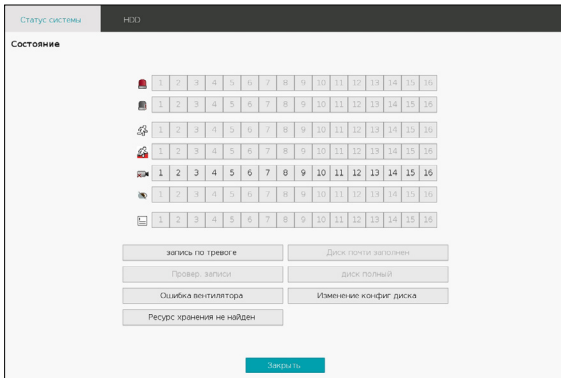 Статус системы HDD
Состояние
1 2 3 4 5 6 7 8 9 10 11 12 13 14 15 16
1 2 3 4 5 6 7 8 9 10 11 12 13 14 15 16
1 2 3 4 5 6 7 8 9 10 11 12 13 14 15 16
1 2 3 4 5 6 7 8 9 10 11 12 13 14 15 16
1 2 3 4 5 6 7 8 9 10 11 12 13 14 15 16
1 2 3 4 5 6 7 8 9 10 11 12 13 14 15 16
1 2 3 4 5 6 7 8 9 10 11 12 13 14 15 16
запись по тревоге Диск почти заполнен
Провер. записи диск полный
Ошибка вентилятора Изменение конфиг диска
Ресурс хранения не найден
Закрыть